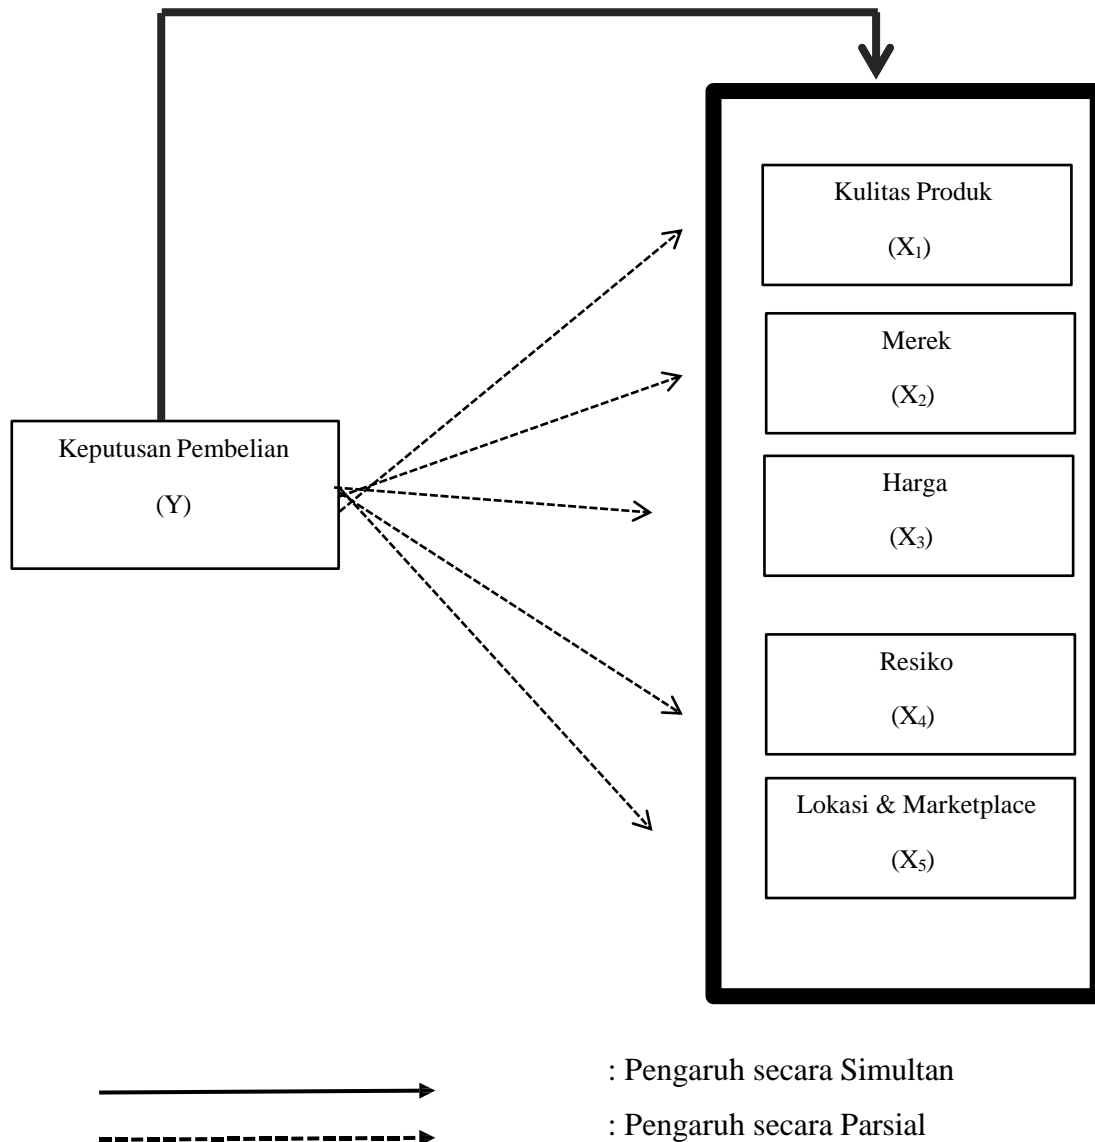 Kulitas Produk
(X₁)
Merek
(X₂)
Keputusan Pembelian
(Y)
Harga
(X₃)
Resiko
(X₄)
Lokasi & Marketplace
(X₅)
: Pengaruh secara Simultan
: Pengaruh secara Parsial